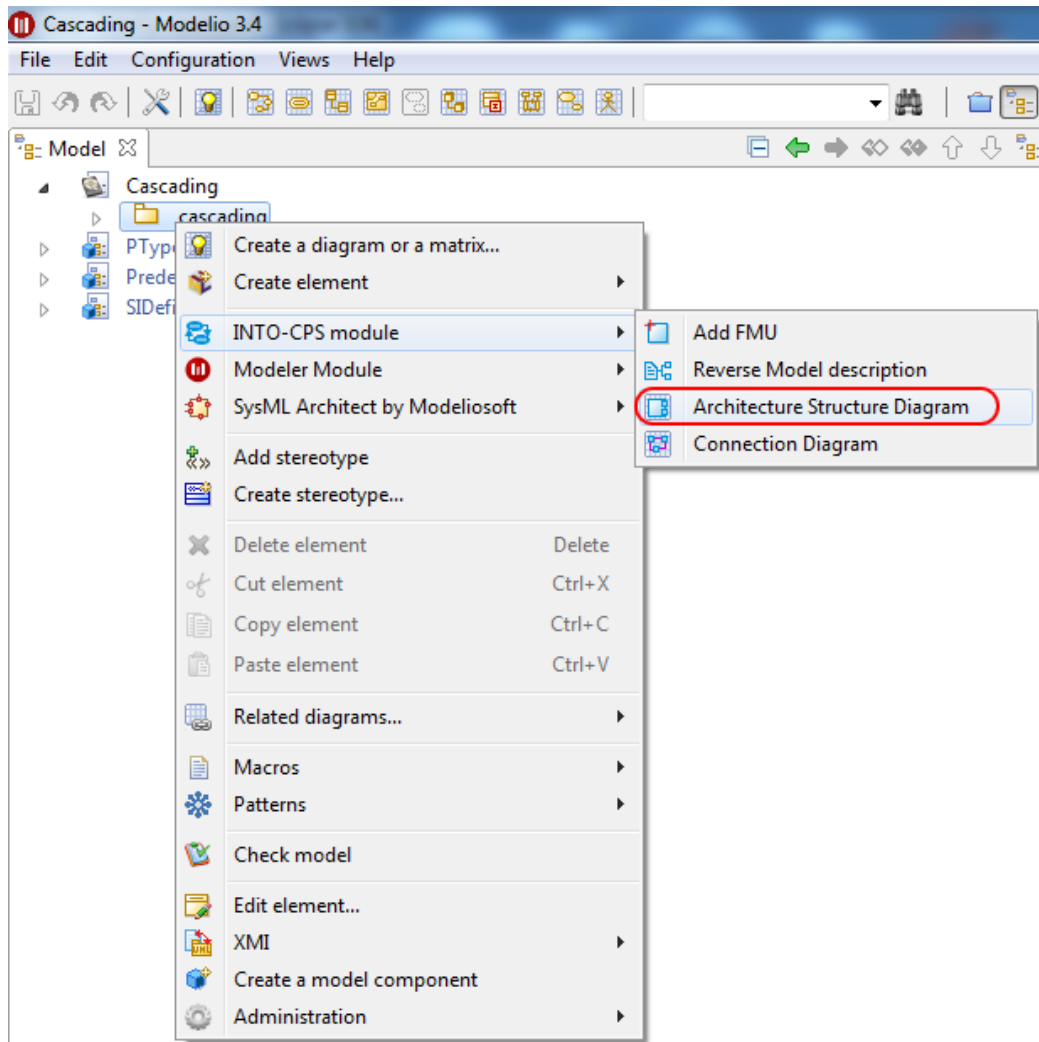 Cascading - Modelio 3.4
File Edit Configuration Views Help
Model
Cascading
cascading
PType
Prede
SIDefi
Create a diagram or a matrix...
Create element
INTO-CPS module
Modeler Module
SysML Architect by Modeliosoft
Add stereotype
Create stereotype...
Delete element Delete
Cut element Ctrl+X
Copy element Ctrl+C
Paste element Ctrl+V
Related diagrams...
Macros
Patterns
Check model
Edit element...
XMI
Create a model component
Administration
Add FMU
Reverse Model description
Architecture Structure Diagram
Connection Diagram